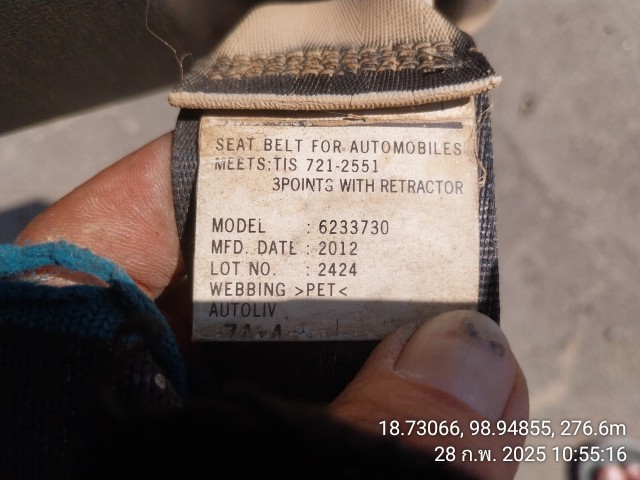 SEAT BELT FOR AUTOMOBILES
MEETS:TIS 721-2551
3POINTS WITH RETRACTOR
MODEL : 6233730
MFD. DATE : 2012
LOT NO. : 2424
WEBBING >PET<
AUTOLIV
18.73066, 98.94855, 276.6m
28 ก.พ. 2025 10:55:16